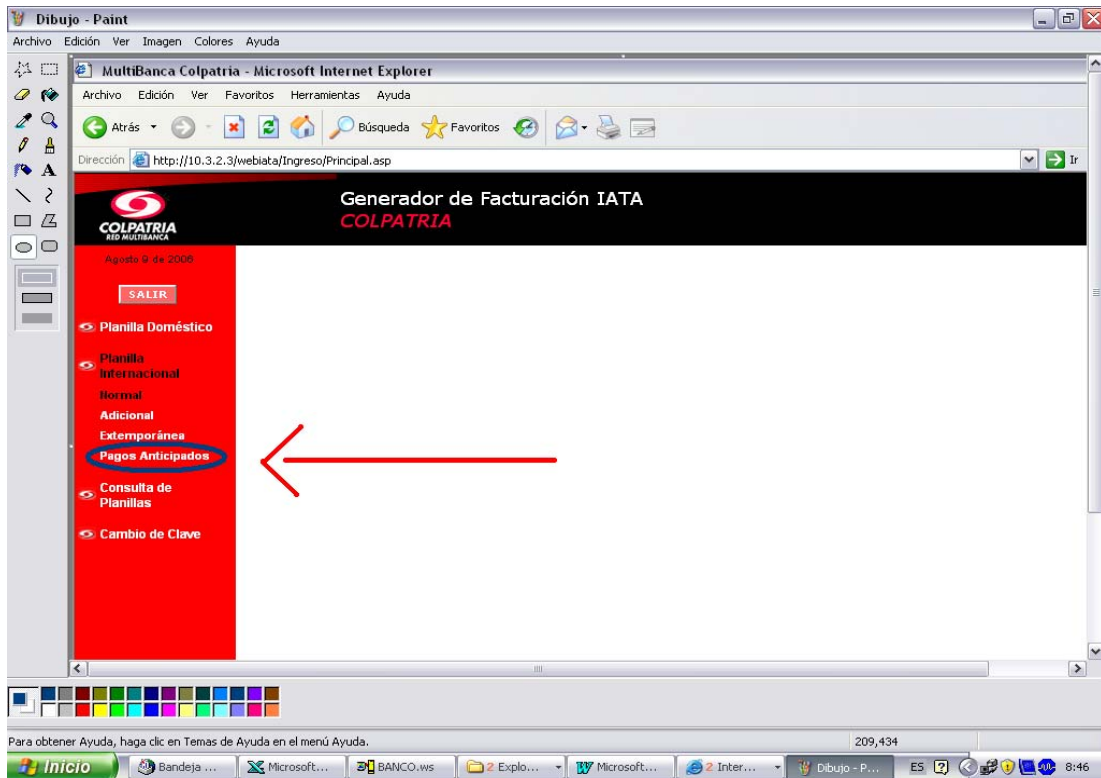 Dibujo - Paint
Archivo Edición Ver Imagen Colores Ayuda
MultiBanca Colpatria - Microsoft Internet Explorer
Archivo Edición Ver Favoritos Herramientas Ayuda
Atrás Búsqueda Favoritos
Dirección http://10.3.2.3/webiata/Ingreso/Principal.asp Ir
Generador de Facturación IATA
COLPATRIA
COLPATRIA
RED MULTIBANCA
Agosto 9 de 2006
SALIR
Planilla Doméstico
Planilla
Internacional
Normal
Adicional
Extemporánea
Pagos Anticipados
Consulta de
Planillas
Cambio de Clave
Para obtener Ayuda, haga clic en Temas de Ayuda en el menú Ayuda. 209,434
Inicio Bandeja ... Microsoft... BANCO.ws 2 Explo... Microsoft... 2 Inter... Dibujo - P... ES 8:46